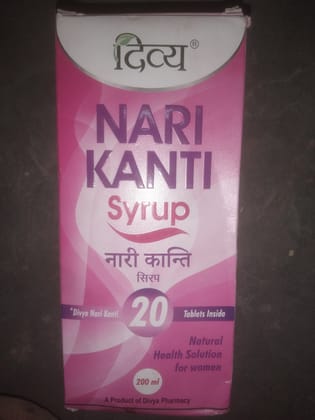 दिव्य®
NARI
KANTI
Syrup
नारी कान्ति
सिरप
*Divya Nari Kanti 20 Tablets Inside
Natural
Health Solution
for women
200 ml
A Product of Divya Pharmacy